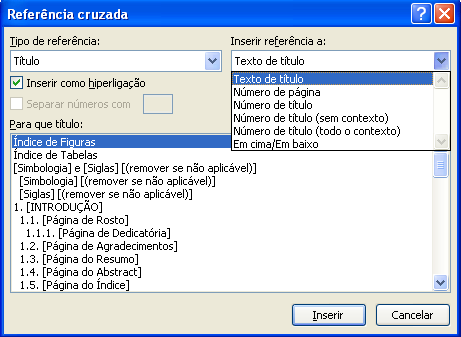 Referência cruzada
Tipo de referência:
Inserir referência a:
Título
Texto de título
Inserir como hiperligação
Separar números com
Texto de título
Número de página
Número de título
Número de título (sem contexto)
Número de título (todo o contexto)
Em cima/Em baixo
Para que título:
Índice de Figuras
Índice de Tabelas
[Simbologia] e [Siglas] [(remover se não aplicável)]
[Simbologia] [(remover se não aplicável)]
[Siglas] [(remover se não aplicável)]
1. [INTRODUÇÃO]
1.1. [Página de Rosto]
1.1.1. [Página de Dedicatória]
1.2. [Página de Agradecimentos]
1.3. [Página do Resumo]
1.4. [Página do Abstract]
1.5. [Página do Índice]
Inserir
Cancelar